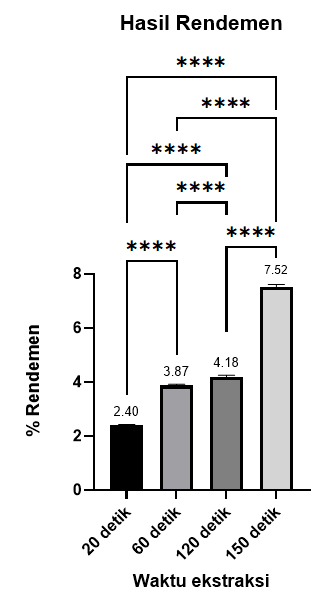 Hasil Rendemen
****
****
****
****
****
****
7.52
4.18
3.87
2.40
8
6
4
2
0
% Rendemen
20 detik
60 detik
120 detik
150 detik
Waktu ekstraksi